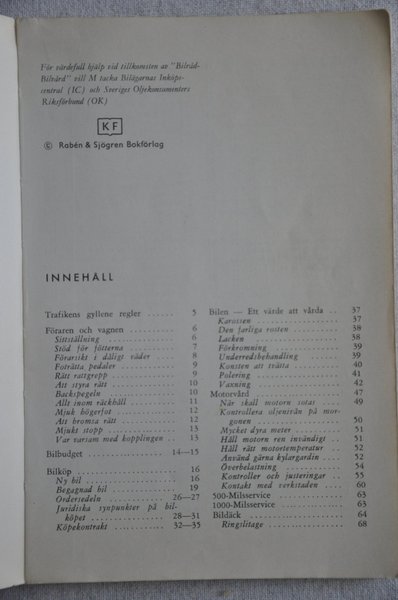 För värdefull hjälp vid tillkomsten av "Bilråd-
Bilvård" vill M tacka Bilägarnas Inköps-
central (IC) och Sveriges Oljekonsumenters
Riksförbund (OK)
KF
© Rabén & Sjögren Bokförlag
INNEHÅLL
Trafikens gyllene regler .......... 5
Föraren och vagnen .......... 6
Sittställning .......... 6
Stöd för fötterna .......... 7
Förarsikt i dåligt väder .......... 8
Foträtta pedaler .......... 9
Rätt rattgrepp .......... 9
Att styra rätt .......... 10
Backspegeln .......... 10
Allt inom räckhåll .......... 11
Mjuk högerfot .......... 11
Att bromsa rätt .......... 12
Mjukt stopp .......... 13
Var varsam med kopplingen .... 13
Bilbudget .......... 14—15
Bilköp .......... 16
Ny bil .......... 16
Begagnad bil .......... 19
Ordersedeln .......... 26—27
Juridiska synpunkter på bil-
köpet .......... 28—31
Köpekontrakt .......... 32—35
Bilen — Ett värde att vårda .. 37
Karossen .......... 37
Den farliga rosten .......... 38
Lacken .......... 38
Förkromning .......... 39
Underredsbehandling .......... 39
Konsten att tvätta .......... 40
Polering .......... 41
Vaxning .......... 42
Motorvård .......... 47
När skall motorn sotas .... 49
Kontrollera oljenivån på mor-
gonen .......... 50
Mycket dyra meter .......... 51
Håll motorn ren invändigt .. 51
Håll rätt motortemperatur .. 52
Använd gärna kylargardin .. 52
Överbelastning .......... 54
Kontroller och justeringar .. 55
Kontakt med verkstaden .... 60
500-Milsservice .......... 63
1000-Milsservice .......... 63
Bildäck .......... 64
Ringslitage .......... 68